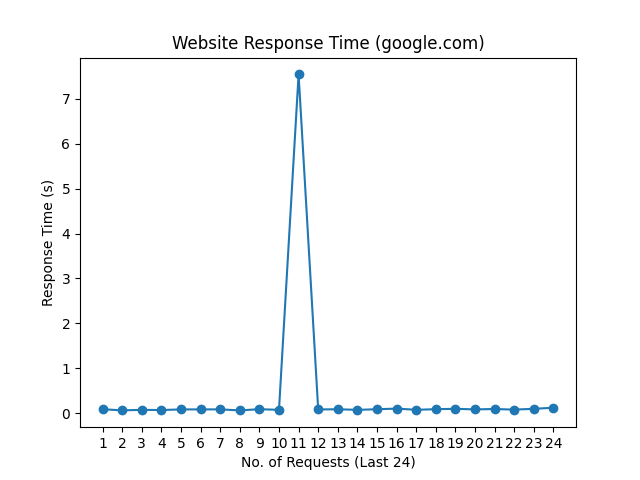 Website Response Time (google.com)
Response Time (s)
7
6
5
4
3
2
1
0
1 2 3 4 5 6 7 8 9 10 11 12 13 14 15 16 17 18 19 20 21 22 23 24
No. of Requests (Last 24)